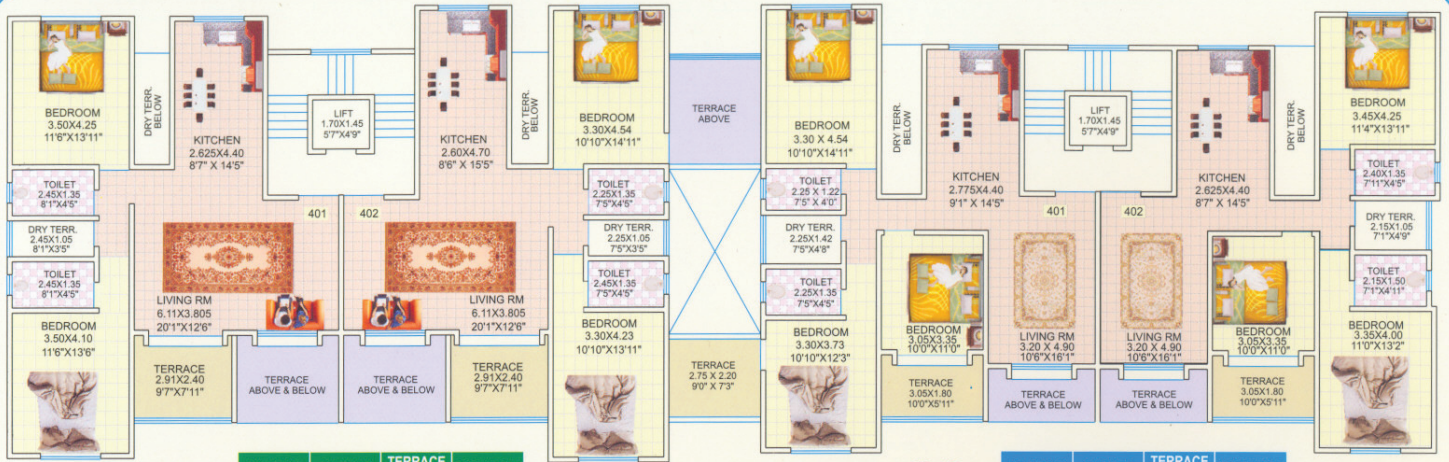 BEDROOM
3.50X4.25
11'6"X13'11"
DRY TERR.
BELOW
KITCHEN
2.625X4.40
8'7" X 14'5"
LIFT
1.70X1.45
5'7"X4'9"
KITCHEN
2.60X4.70
8'6" X 15'5"
DRY TERR.
BELOW
BEDROOM
3.30X4.54
10'10"X14'11"
TERRACE
ABOVE
BEDROOM
3.30 X 4.54
10'10"X14'11"
DRY TERR.
BELOW
KITCHEN
2.775X4.40
9'1" X 14'5"
LIFT
1.70X1.45
5'7"X4'9"
KITCHEN
2.625X4.40
8'7" X 14'5"
DRY TERR.
BELOW
BEDROOM
3.45X4.25
11'4"X13'11"
TOILET
2.45X1.35
8'1"X4'5"
401
402
TOILET
2.25X1.35
7'5"X4'5"
TOILET
2.25 X 1.22
7'5" X 4'0"
401
402
TOILET
2.40X1.35
7'11"X4'5"
DRY TERR.
2.45X1.05
8'1"X3'5"
DRY TERR.
2.25X1.05
7'5"X3'5"
DRY TERR.
2.25X1.42
7'5"X4'8"
DRY TERR.
2.15X1.05
7'1"X4'9"
TOILET
2.45X1.35
8'1"X4'5"
TOILET
2.45X1.35
7'5"X4'5"
TOILET
2.25X1.35
7'5"X4'5"
TOILET
2.15X1.50
7'1"X4'11"
LIVING RM
6.11X3.805
20'1"X12'6"
LIVING RM
6.11X3.805
20'1"X12'6"
BEDROOM
3.50X4.10
11'6"X13'6"
BEDROOM
3.30X4.23
10'10"X13'11"
BEDROOM
3.30X3.73
10'10"X12'3"
BEDROOM
3.05X3.35
10'0"X11'0"
LIVING RM
3.20 X 4.90
10'6"X16'1"
LIVING RM
3.20 X 4.90
10'6"X16'1"
BEDROOM
3.05X3.35
10'0"X11'0"
BEDROOM
3.35X4.00
11'0"X13'2"
TERRACE
2.91X2.40
9'7"X7'11"
TERRACE
ABOVE & BELOW
TERRACE
ABOVE & BELOW
TERRACE
2.91X2.40
9'7"X7'11"
TERRACE
2.75 X 2.20
9'0" X 7'3"
TERRACE
3.05X1.80
10'0"X5'11"
TERRACE
ABOVE & BELOW
TERRACE
ABOVE & BELOW
TERRACE
3.05X1.80
10'0"X5'11"
TERRACE
TERRACE